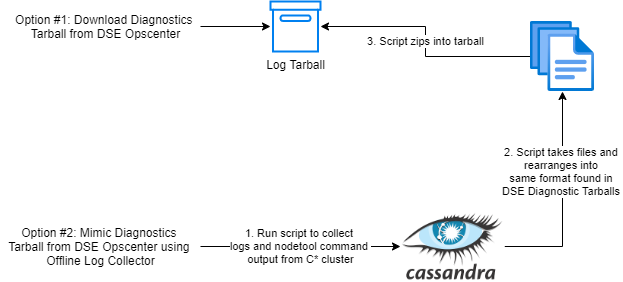 Option #1: Download Diagnostics
Tarball from DSE Opscenter
Log Tarball
3. Script zips into tarball
2. Script takes files and
rearranges into
same format found in
DSE Diagnostic Tarballs
Option #2: Mimic Diagnostics
Tarball from DSE Opscenter using
Offline Log Collector
1. Run script to collect
logs and nodetool command
output from C* cluster
cassandra